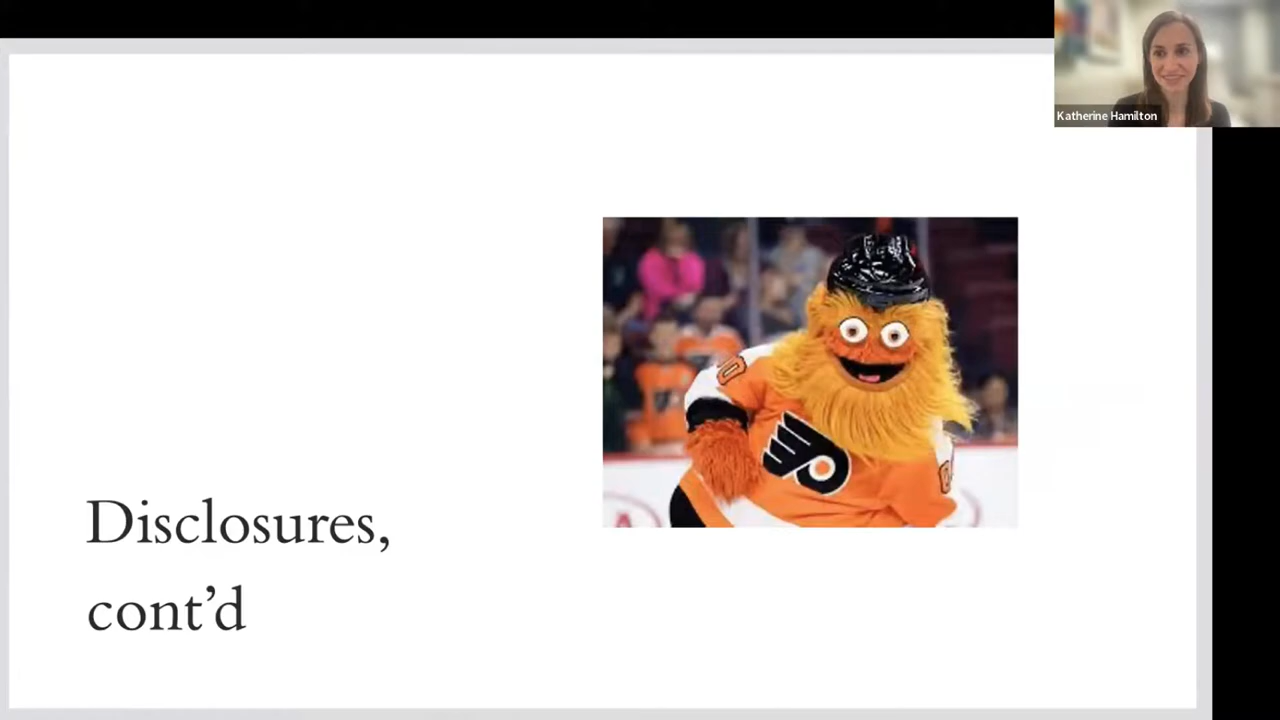 Katherine Hamilton
Disclosures,
cont’d